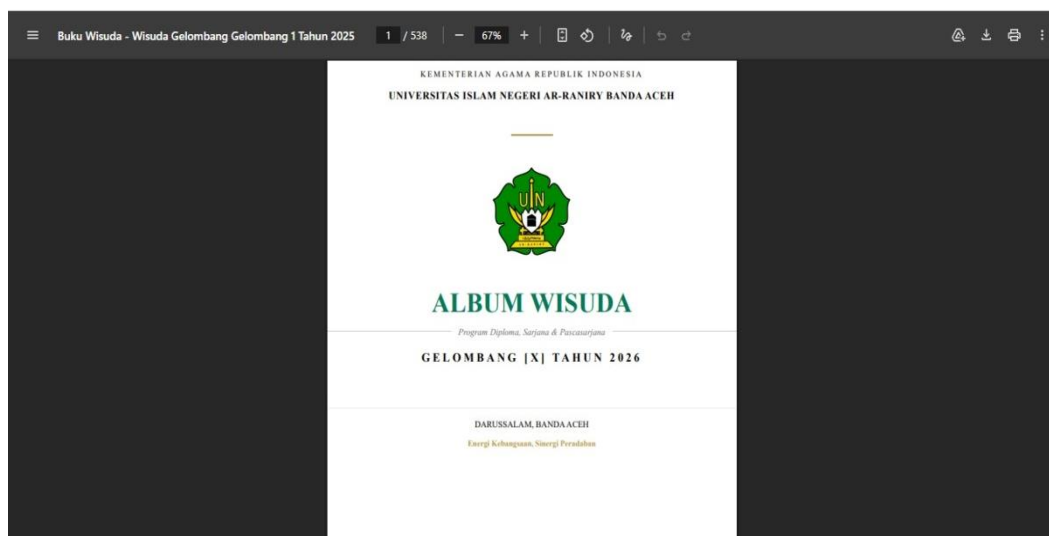 Buku Wisuda - Wisuda Gelombang Gelombang 1 Tahun 2025 1 / 538 67%
KEMENTERIAN AGAMA REPUBLIK INDONESIA
UNIVERSITAS ISLAM NEGERI AR-RANIRY BANDA ACEH
UIN
ALBUM WISUDA
Program Diploma, Sarjana & Pascasarjana
GELOMBANG [X] TAHUN 2026
DARUSSALAM, BANDA ACEH
Energi Kebangsaan, Sinergi Peradaban